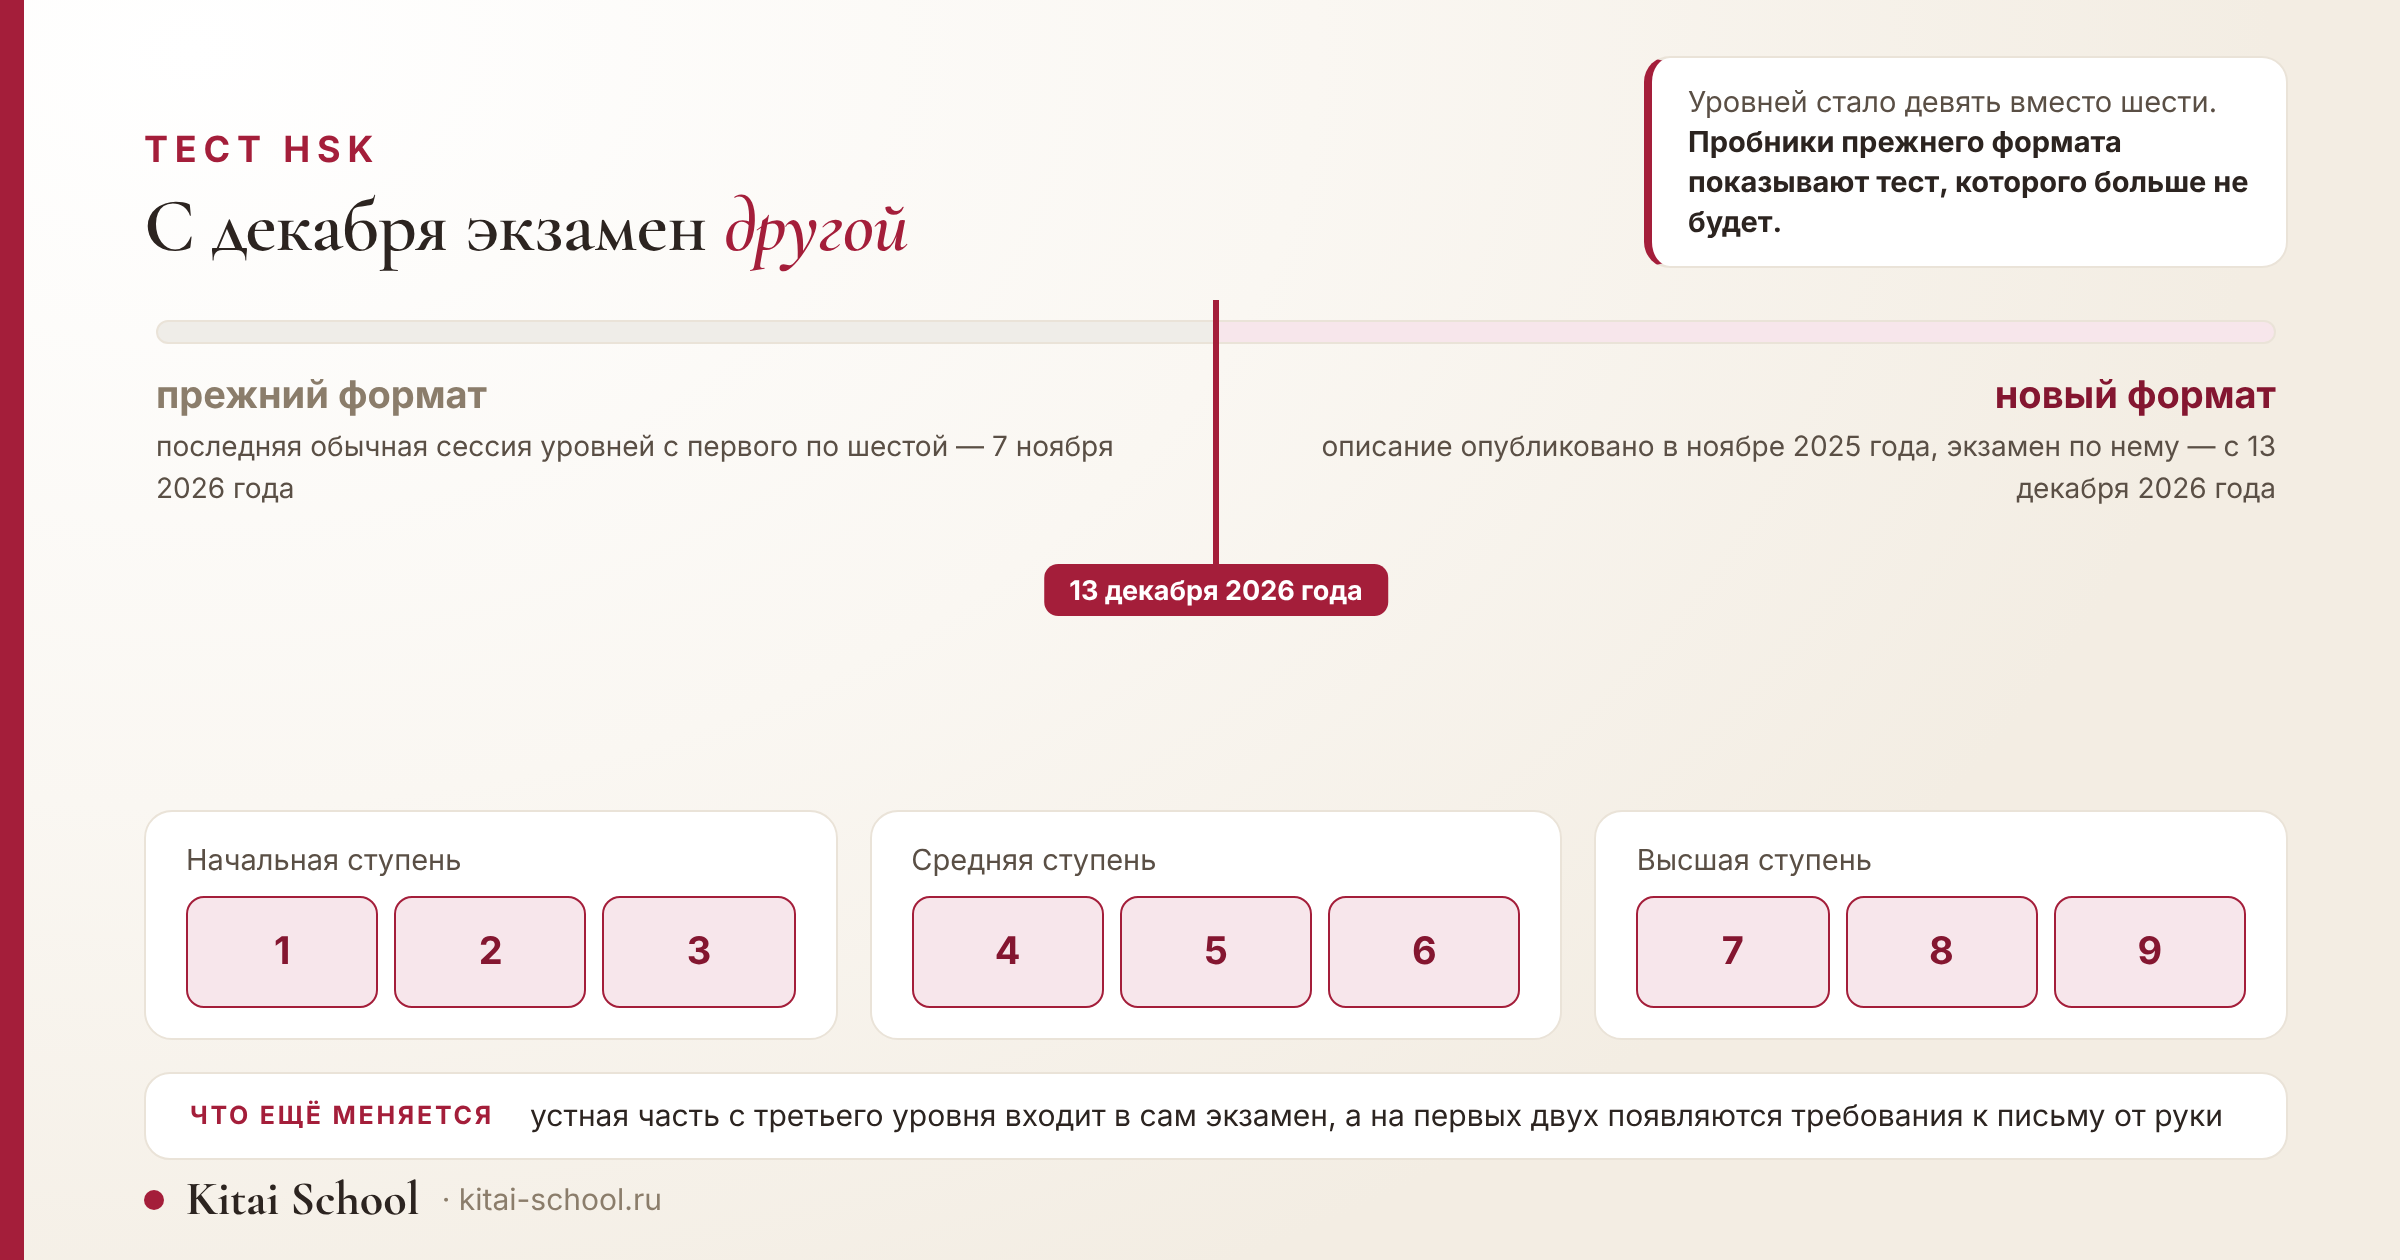 ТЕСТ HSK
С декабря экзамен другой
Уровней стало девять вместо шести.
Пробники прежнего формата
показывают тест, которого больше не
будет.
прежний формат
последняя обычная сессия уровней с первого по шестой — 7 ноября
2026 года
новый формат
описание опубликовано в ноябре 2025 года, экзамен по нему — с 13
декабря 2026 года
13 декабря 2026 года
Начальная ступень
1 2 3
Средняя ступень
4 5 6
Высшая ступень
7 8 9
ЧТО ЕЩЁ МЕНЯЕТСЯ устная часть с третьего уровня входит в сам экзамен, а на первых двух появляются требования к письму от руки
Kitai School · kitai-school.ru